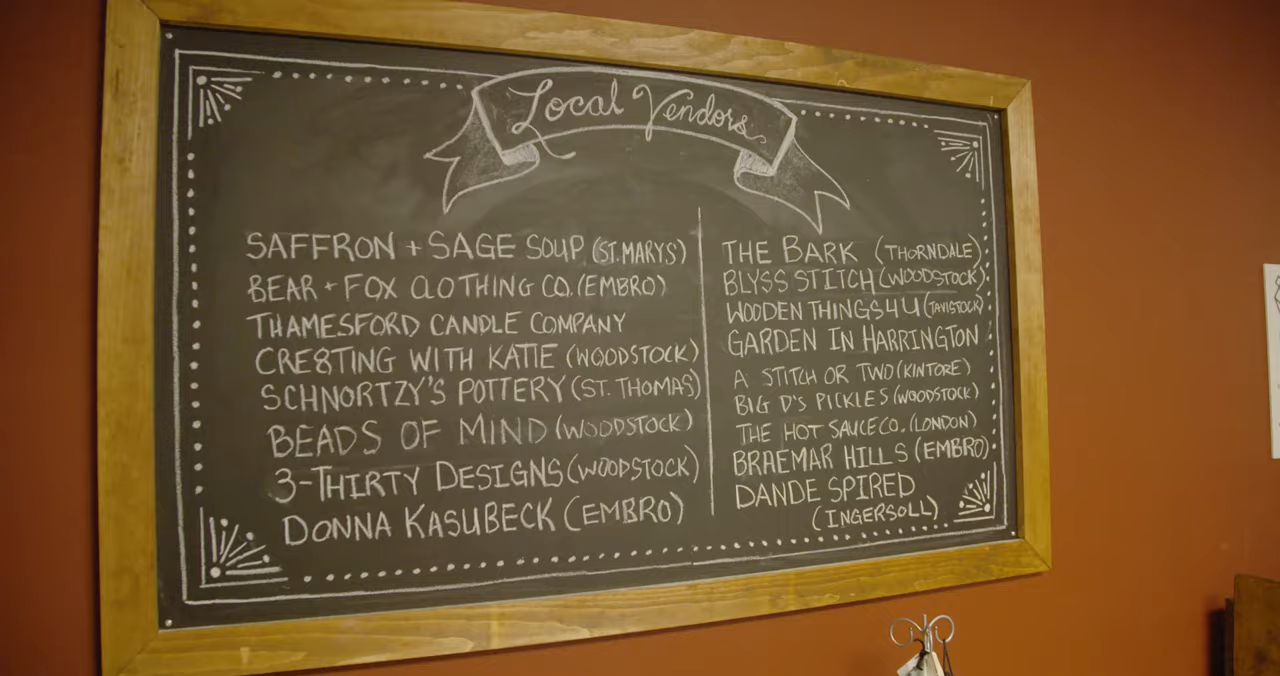 Local Vendors
SAFFRON + SAGE SOUP (ST. MARYS)
BEAR + FOX CLOTHING CO. (EMBRO)
THAMESFORD CANDLE COMPANY
CRE8TING WITH KATIE (WOODSTOCK)
SCHNORTZY'S POTTERY (ST. THOMAS)
BEADS OF MIND (WOODSTOCK)
3-THIRTY DESIGNS (WOODSTOCK)
DONNA KASUBECK (EMBRO)
THE BARK (THORNDALE)
BLYSS STITCH (WOODSTOCK)
WOODEN THINGS 4 U (TAVISTOCK)
GARDEN IN HARRINGTON
A STITCH OR TWO (KINTORE)
BIG D'S PICKLES (WOODSTOCK)
THE HOT SAUCE CO. (LONDON)
BRAEMAR HILLS (EMBRO)
DANDE SPIRED
(INGERSOLL)